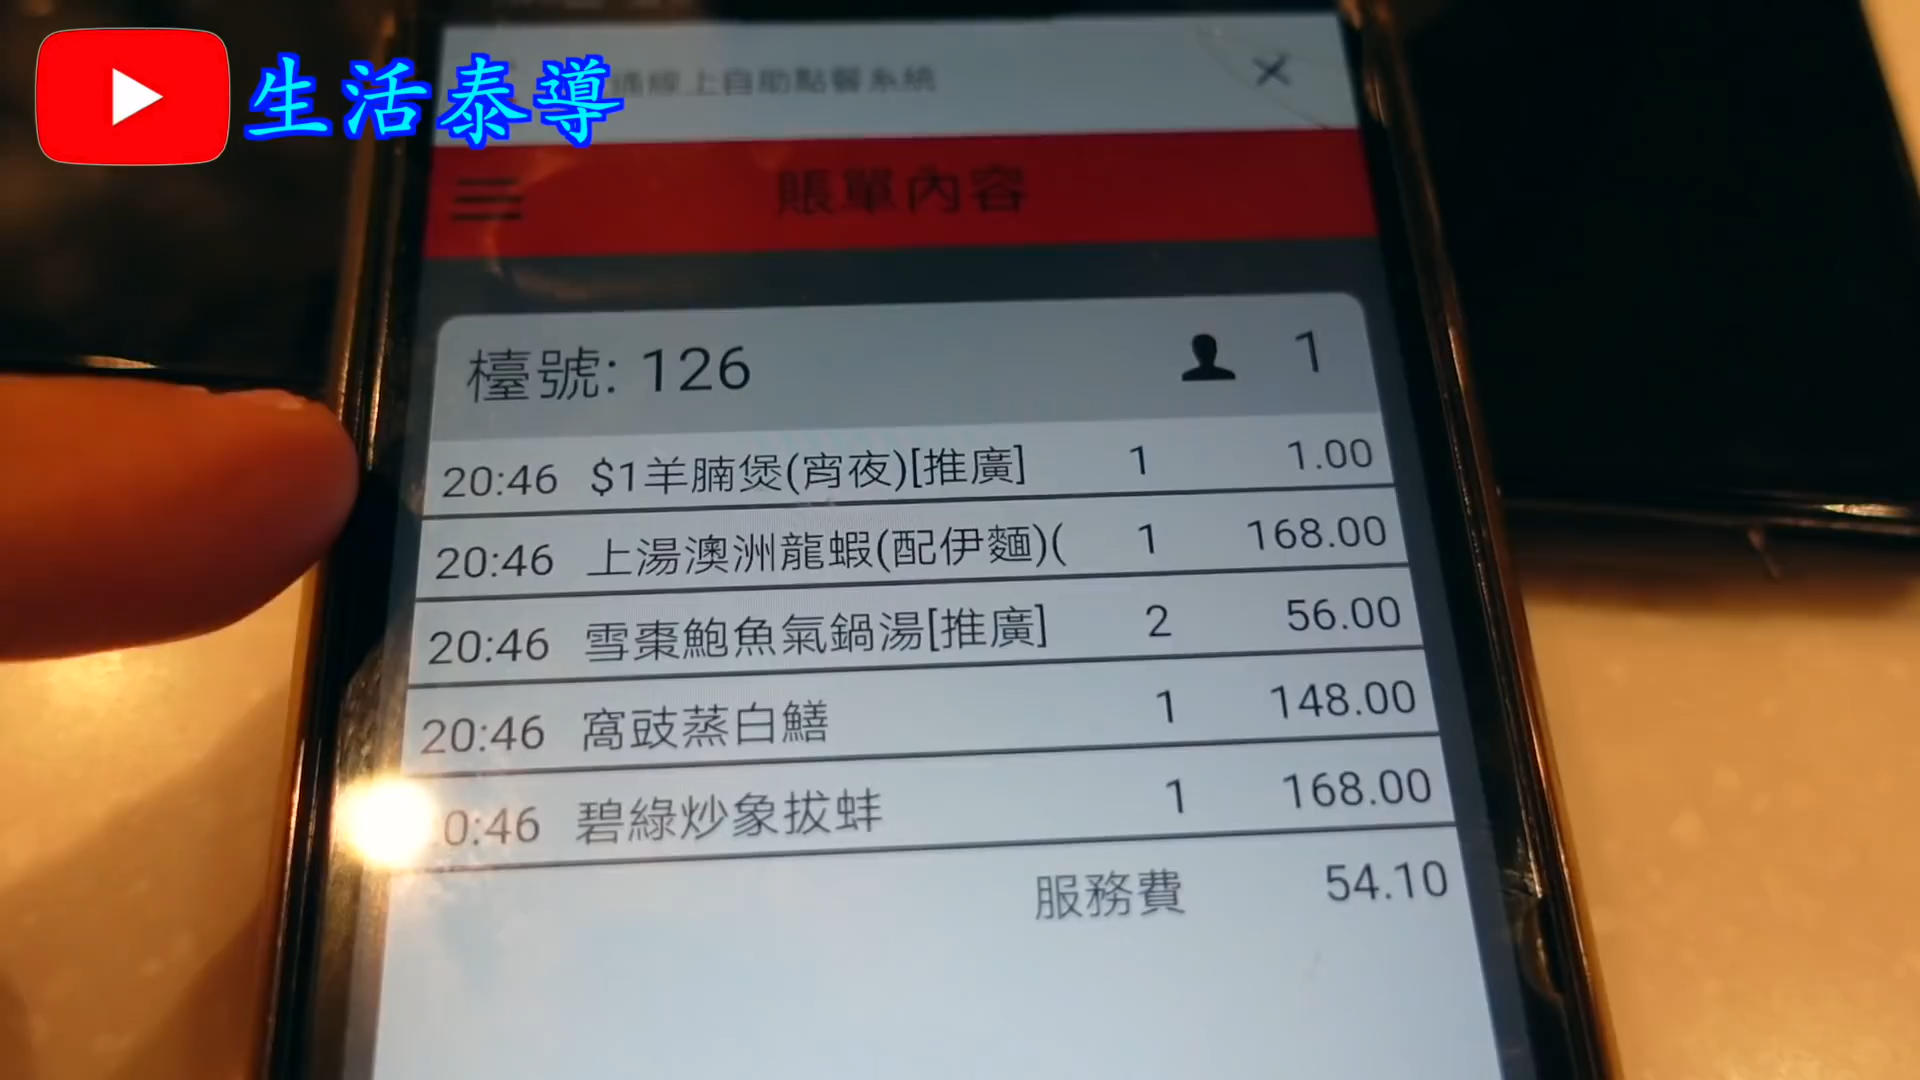 生活泰導
線上自助點餐系統
賬單內容
檯號: 126 1
20:46 $1羊腩煲(宵夜)[推廣] 1 1.00
20:46 上湯澳洲龍蝦(配伊麵)( 1 168.00
20:46 雪棗鮑魚氣鍋湯[推廣] 2 56.00
20:46 窩豉蒸白鱔 1 148.00
0:46 碧綠炒象拔蚌 1 168.00
服務費 54.10